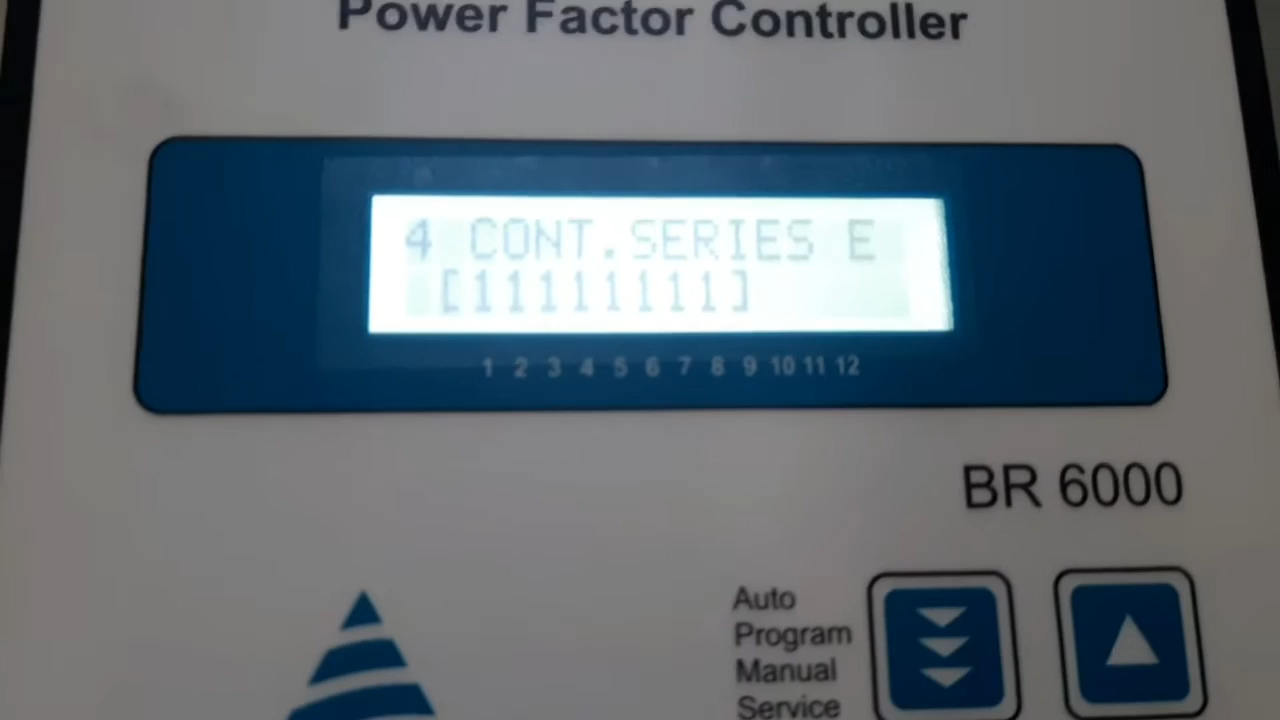 Power Factor Controller
4 CONT.SERIES E
[11111111]
1 2 3 4 5 6 7 8 9 10 11 12
BR 6000
Auto
Program
Manual
Service